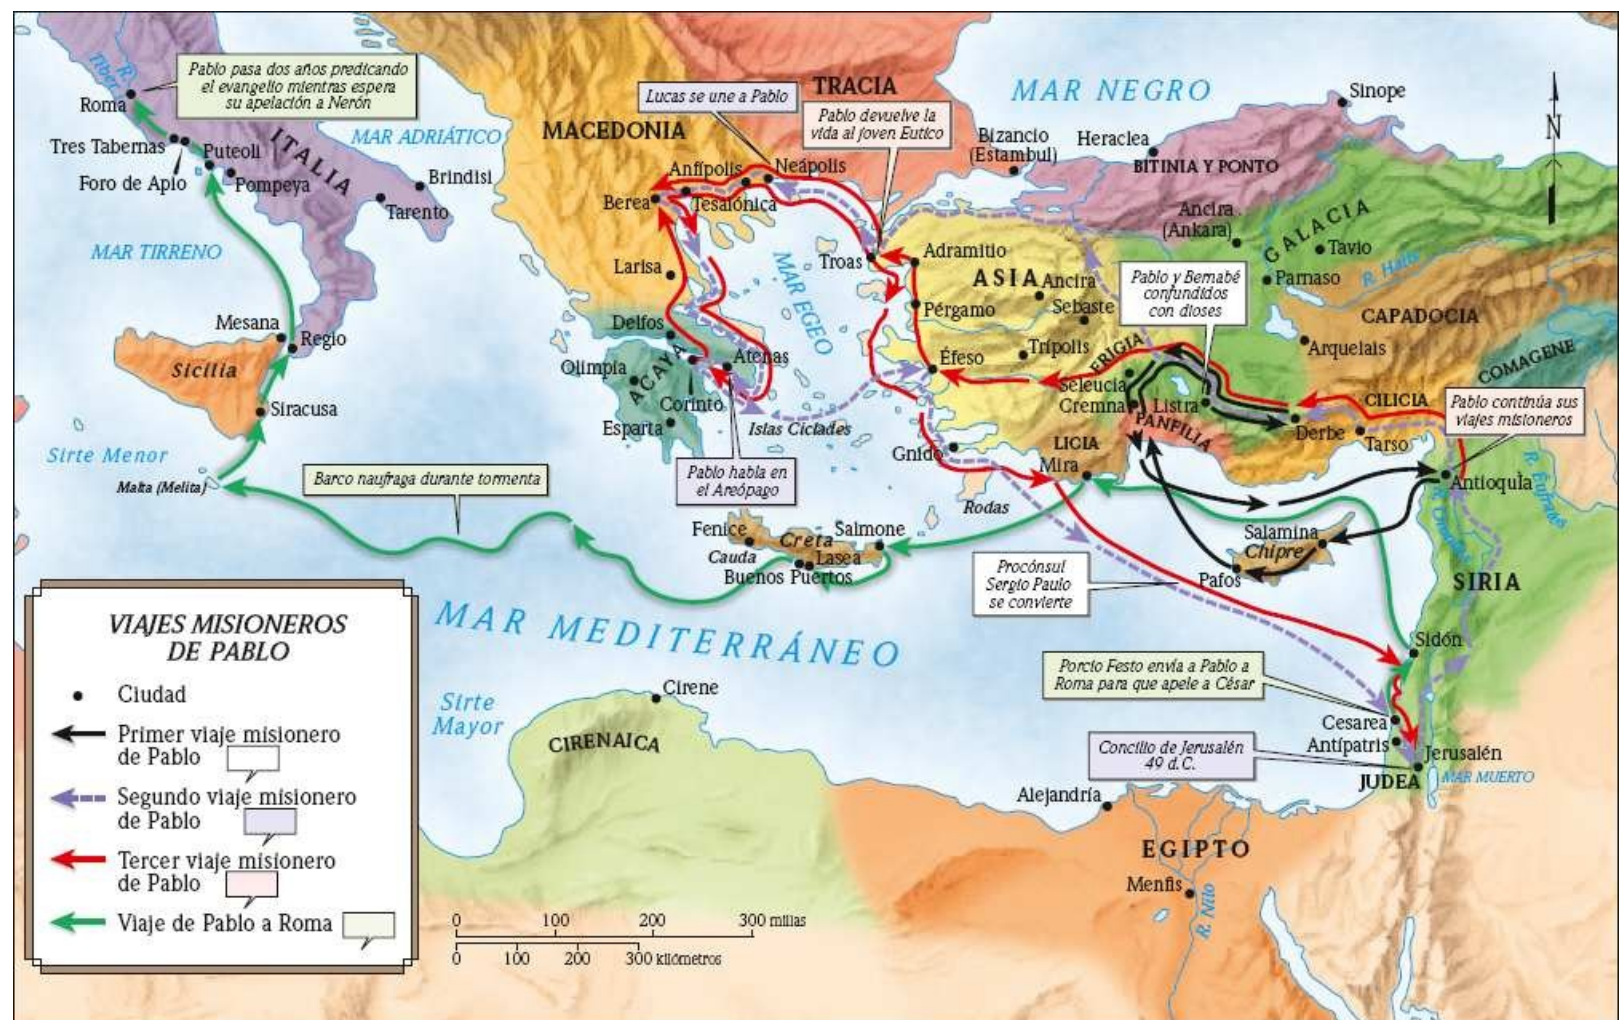 R. Tíber
Roma
Pablo pasa dos años predicando
el evangelio mientras espera
su apelación a Nerón
Tres Tabernas
Foro de Apio
Puteoli
Pompeya
ITALIA
MAR ADRIÁTICO
Brindisi
Tarento
MAR TIRRENO
Mesana
Regio
Sicilia
Siracusa
Sirte Menor
Malta (Melita)
Barco naufraga durante tormenta
MACEDONIA
Lucas se une a Pablo
TRACIA
Pablo devuelve la
vida al joven Eutico
Anfípolis
Neápolis
Berea
Tesalónica
Larisa
Delfos
Olimpia
ACAYA
Atenas
Corinto
Esparta
MAR EGEO
Islas Cíclades
Pablo habla en
el Areópago
MAR NEGRO
Sinope
N
Bizancio
(Estambul)
Heraclea
BITINIA Y PONTO
Ancira
(Ankara)
GALACIA
Tavio
Parnaso
R. Halis
Troas
Adramitio
ASIA
Ancira
Sebaste
Pérgamo
Trípolis
Éfeso
Pablo y Bernabé
confundidos
con dioses
CAPADOCIA
Arquelais
COMAGENE
FRIGIA
Seleucia
Cremna
Listra
PANFILIA
CILICIA
Derbe
Tarso
Pablo continúa sus
viajes misioneros
LICIA
Gnido
Mira
Rodas
Antioquía
R. Éufrates
R. Orontes
Fenice
Creta
Salmone
Cauda
Lasea
Buenos Puertos
Salamina
Chipre
Pafos
Procónsul
Sergio Paulo
se convierte
SIRIA
Sidón
Porcio Festo envía a Pablo a
Roma para que apele a César
Cesarea
Antípatris
Concilio de Jerusalén
49 d.C.
Jerusalén
JUDEA
MAR MUERTO
MAR MEDITERRÁNEO
Sirte
Mayor
Cirene
CIRENAICA
Alejandría
EGIPTO
Menfis
R. Nilo
VIAJES MISIONEROS
DE PABLO
Ciudad
Primer viaje misionero
de Pablo
Segundo viaje misionero
de Pablo
Tercer viaje misionero
de Pablo
Viaje de Pablo a Roma
0 100 200 300 millas
0 100 200 300 kilómetros